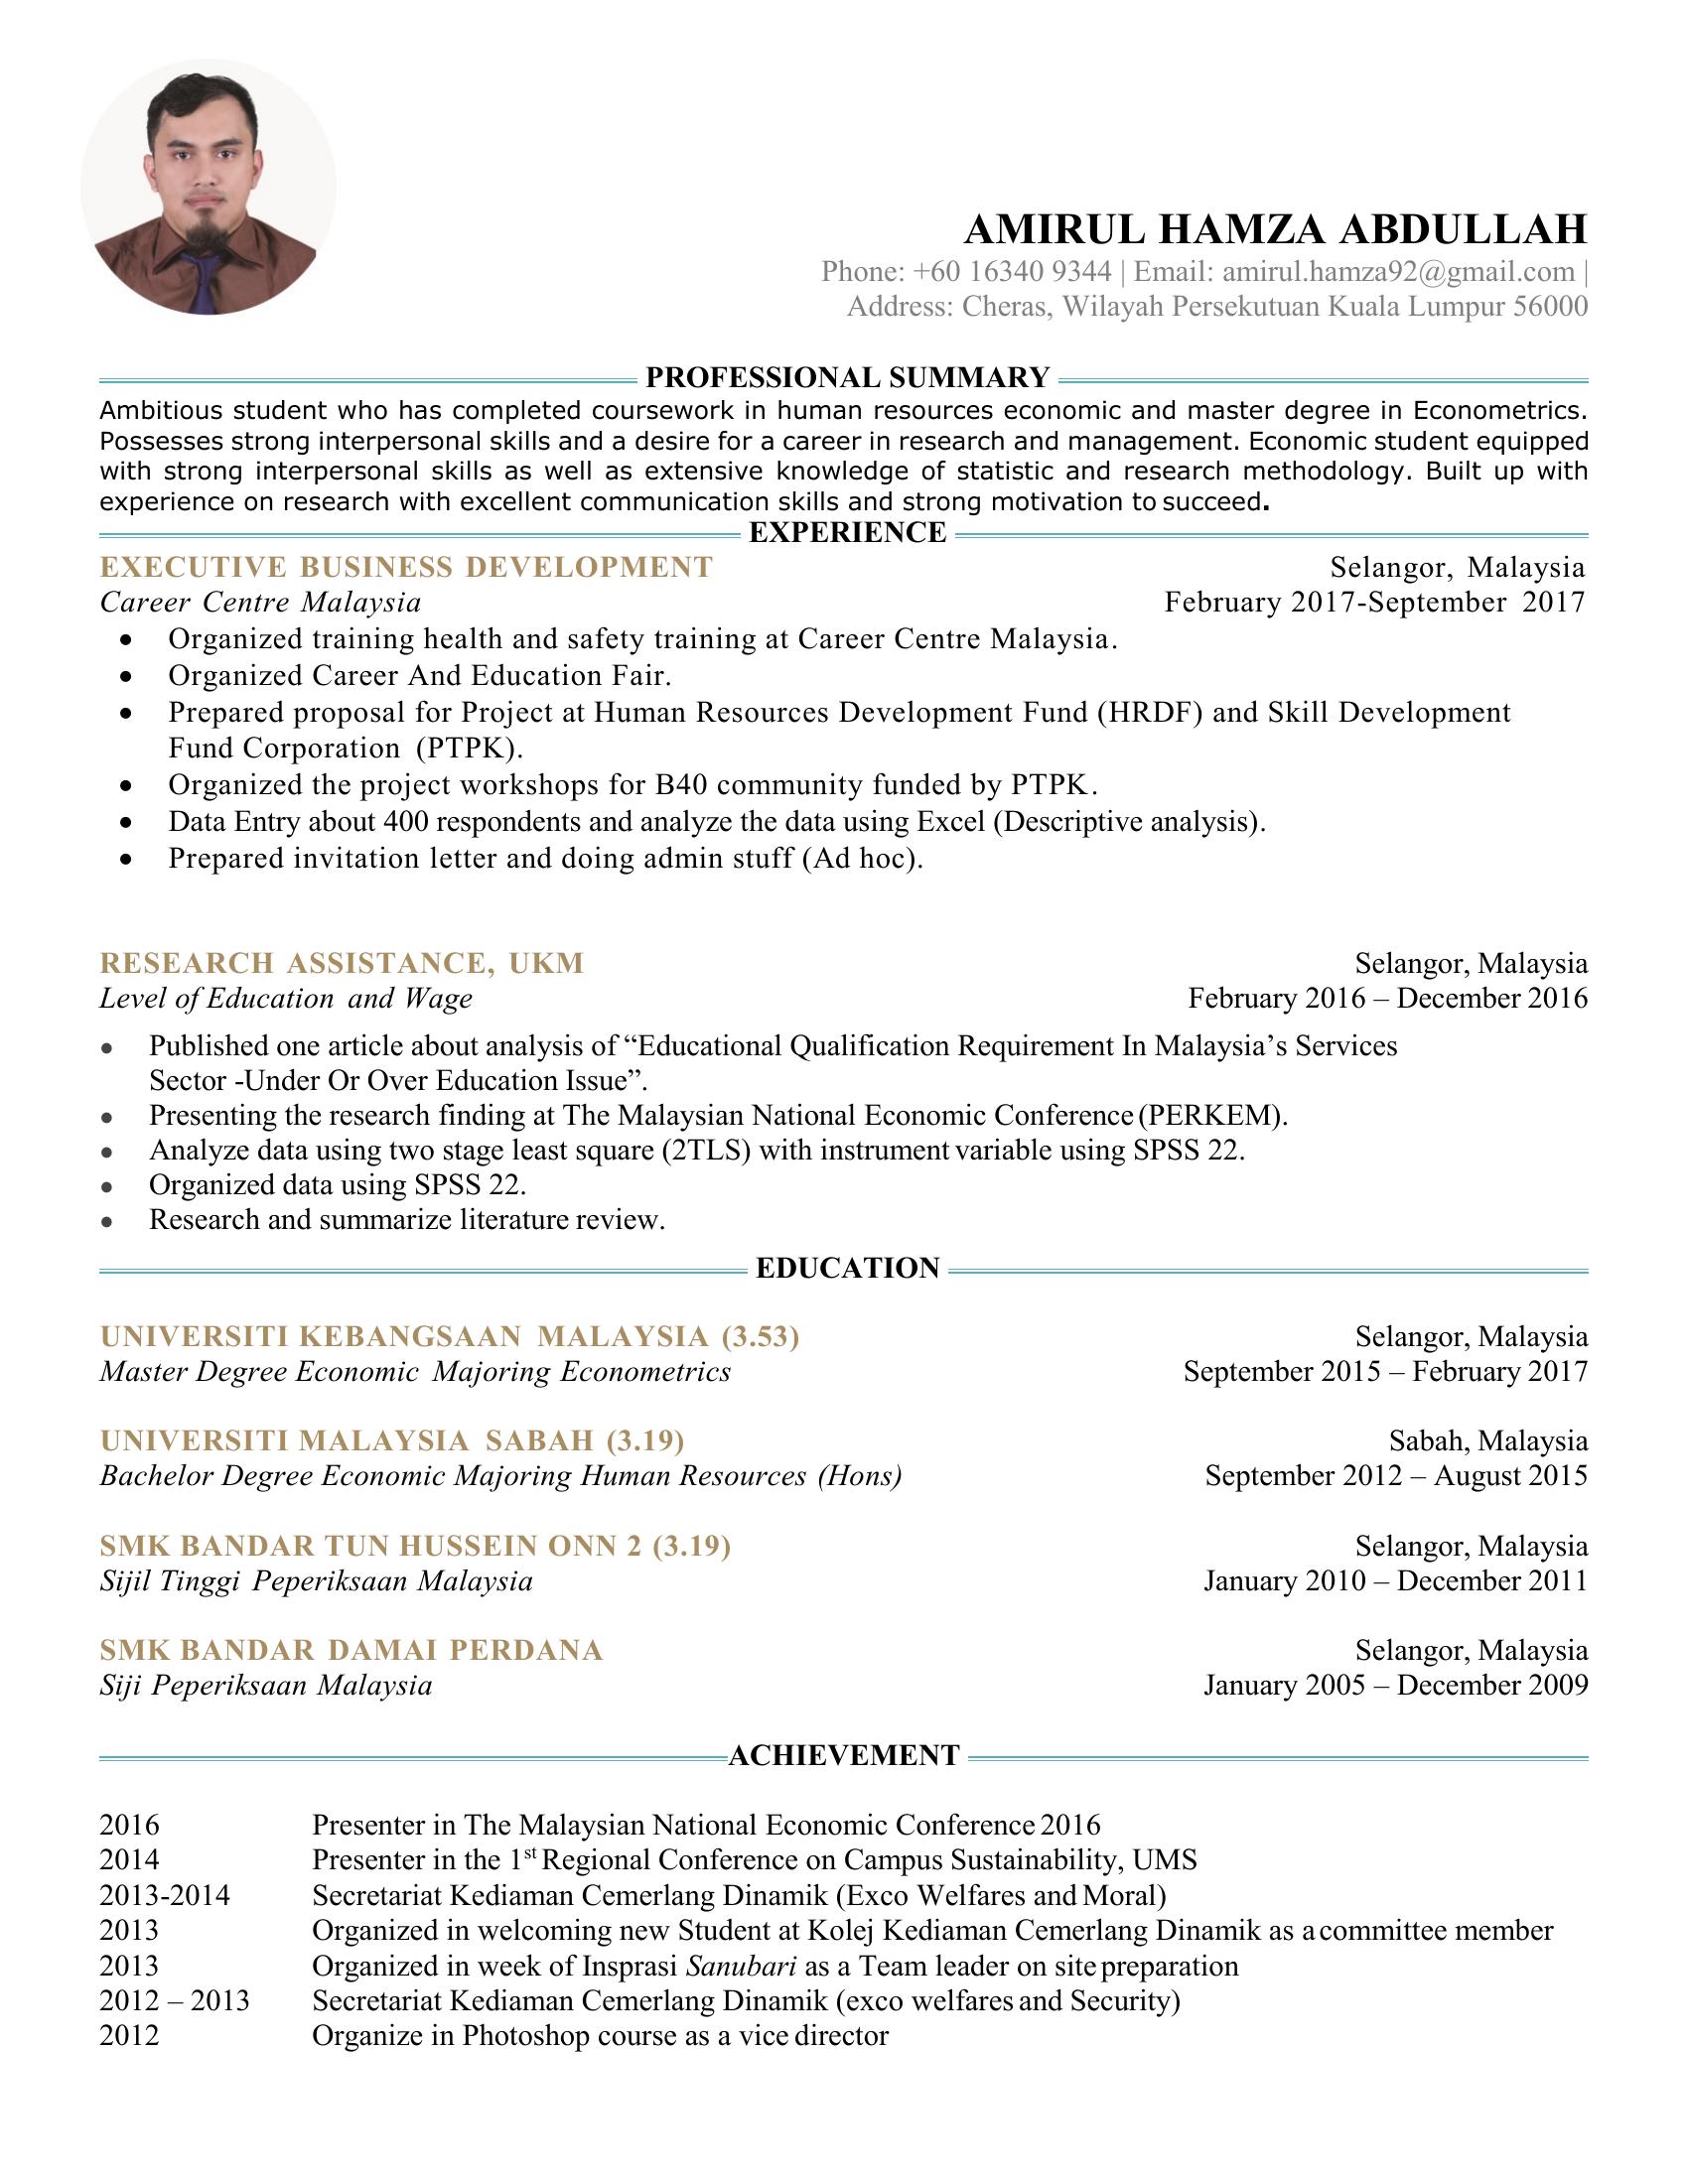 AMIRUL HAMZA ABDULLAH
Phone: +60 16340 9344 | Email: amirul.hamza92@gmail.com |
Address: Cheras, Wilayah Persekutuan Kuala Lumpur 56000
PROFESSIONAL SUMMARY
Ambitious student who has completed coursework in human resources economic and master degree in Econometrics.
Possesses strong interpersonal skills and a desire for a career in research and management. Economic student equipped
with strong interpersonal skills as well as extensive knowledge of statistic and research methodology. Built up with
experience on research with excellent communication skills and strong motivation to succeed.
EXPERIENCE
EXECUTIVE BUSINESS DEVELOPMENT Selangor, Malaysia
Career Centre Malaysia February 2017-September 2017
• Organized training health and safety training at Career Centre Malaysia.
• Organized Career And Education Fair.
• Prepared proposal for Project at Human Resources Development Fund (HRDF) and Skill Development
Fund Corporation (PTPK).
• Organized the project workshops for B40 community funded by PTPK.
• Data Entry about 400 respondents and analyze the data using Excel (Descriptive analysis).
• Prepared invitation letter and doing admin stuff (Ad hoc).
RESEARCH ASSISTANCE, UKM Selangor, Malaysia
Level of Education and Wage February 2016 – December 2016
• Published one article about analysis of “Educational Qualification Requirement In Malaysia’s Services
Sector -Under Or Over Education Issue”.
• Presenting the research finding at The Malaysian National Economic Conference (PERKEM).
• Analyze data using two stage least square (2TLS) with instrument variable using SPSS 22.
• Organized data using SPSS 22.
• Research and summarize literature review.
EDUCATION
UNIVERSITI KEBANGSAAN MALAYSIA (3.53) Selangor, Malaysia
Master Degree Economic Majoring Econometrics September 2015 – February 2017
UNIVERSITI MALAYSIA SABAH (3.19) Sabah, Malaysia
Bachelor Degree Economic Majoring Human Resources (Hons) September 2012 – August 2015
SMK BANDAR TUN HUSSEIN ONN 2 (3.19) Selangor, Malaysia
Sijil Tinggi Peperiksaan Malaysia January 2010 – December 2011
SMK BANDAR DAMAI PERDANA Selangor, Malaysia
Siji Peperiksaan Malaysia January 2005 – December 2009
ACHIEVEMENT
2016 Presenter in The Malaysian National Economic Conference 2016
2014 Presenter in the 1st Regional Conference on Campus Sustainability, UMS
2013-2014 Secretariat Kediaman Cemerlang Dinamik (Exco Welfares and Moral)
2013 Organized in welcoming new Student at Kolej Kediaman Cemerlang Dinamik as a committee member
2013 Organized in week of Insprasi Sanubari as a Team leader on site preparation
2012 – 2013 Secretariat Kediaman Cemerlang Dinamik (exco welfares and Security)
2012 Organize in Photoshop course as a vice director